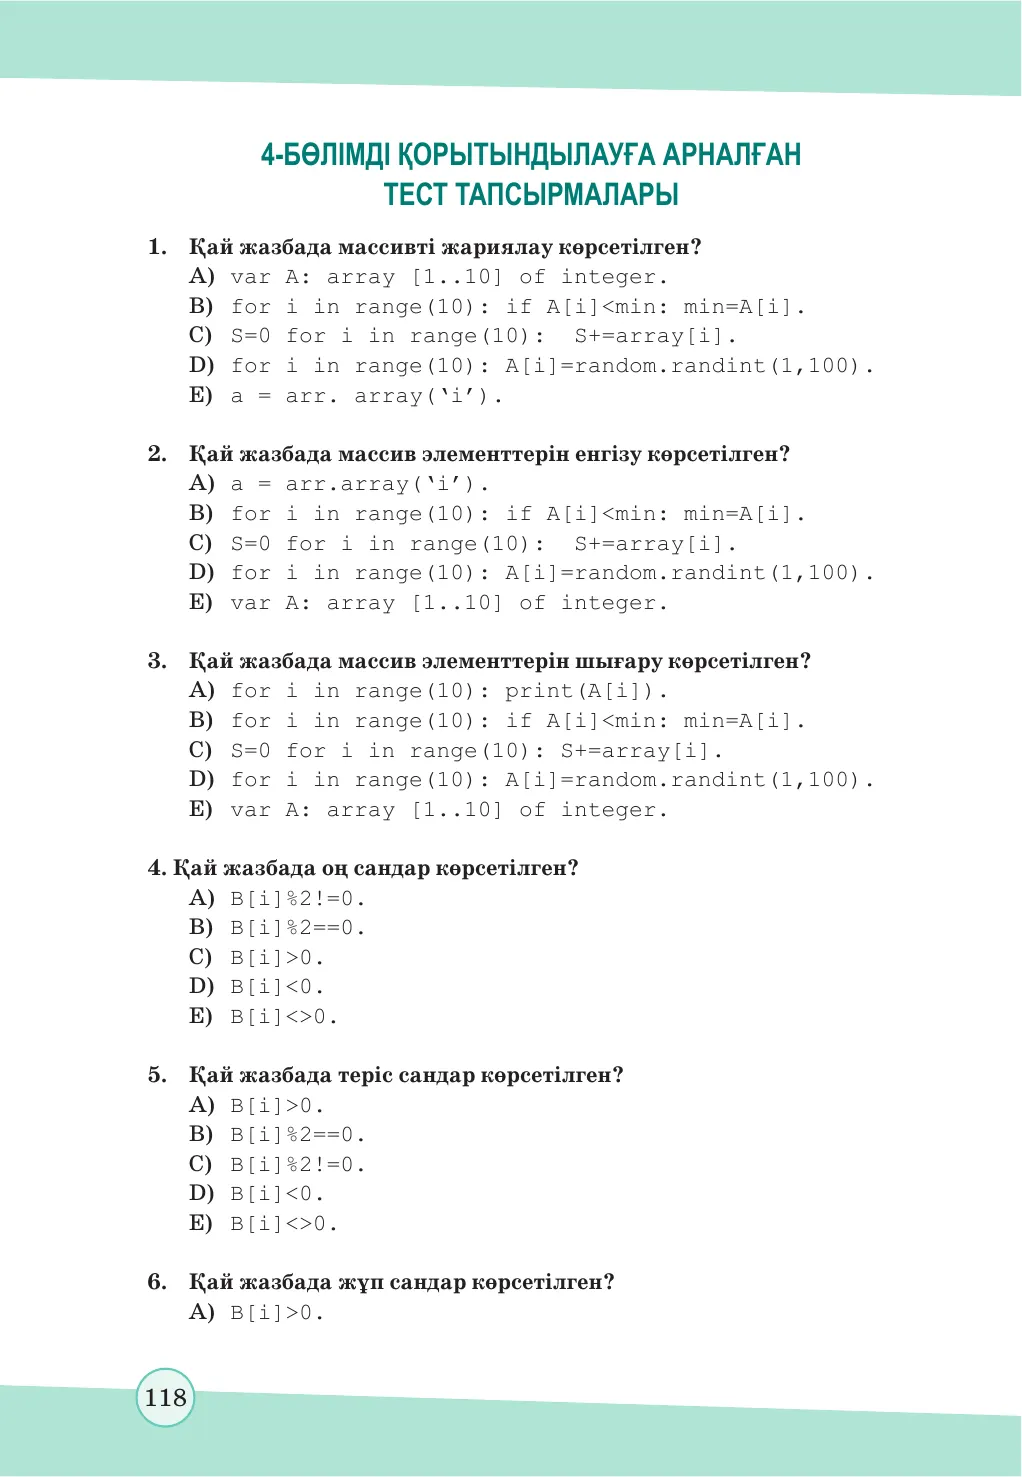 4-БӨЛІМДІ ҚОРЫТЫНДЫЛАУҒА АРНАЛҒАН
ТЕСТ ТАПСЫРМАЛАРЫ
1. Қай жазбада массивті жариялау көрсетілген?
A) var A: array [1..10] of integer.
B) for i in range(10): if A[i]<min: min=A[i].
C) S=0 for i in range(10):  S+=array[i].
D) for i in range(10): A[i]=random.randint(1,100).
E) a = arr. array(‘i’).
2. Қай жазбада массив элементтерін енгізу көрсетілген?
A) a = arr.array(‘i’).
B) for i in range(10): if A[i]<min: min=A[i].
C) S=0 for i in range(10):  S+=array[i].
D) for i in range(10): A[i]=random.randint(1,100).
E) var A: array [1..10] of integer.
3. Қай жазбада массив элементтерін шығару көрсетілген?
A) for i in range(10): print(A[i]).
B) for i in range(10): if A[i]<min: min=A[i].
C) S=0 for i in range(10): S+=array[i].
D) for i in range(10): A[i]=random.randint(1,100).
E) var A: array [1..10] of integer.
4. Қай жазбада оң сандар көрсетілген?
A) B[i]%2!=0.
B) B[i]%2==0.
C) B[i]>0.
D) B[i]<0.
E) B[i]<>0.
5. Қай жазбада теріс сандар көрсетілген?
A) B[i]>0.
B) B[i]%2==0.
C) B[i]%2!=0.
D) B[i]<0.
E) B[i]<>0.
6. Қай жазбада жұп сандар көрсетілген?
A) B[i]>0.
118